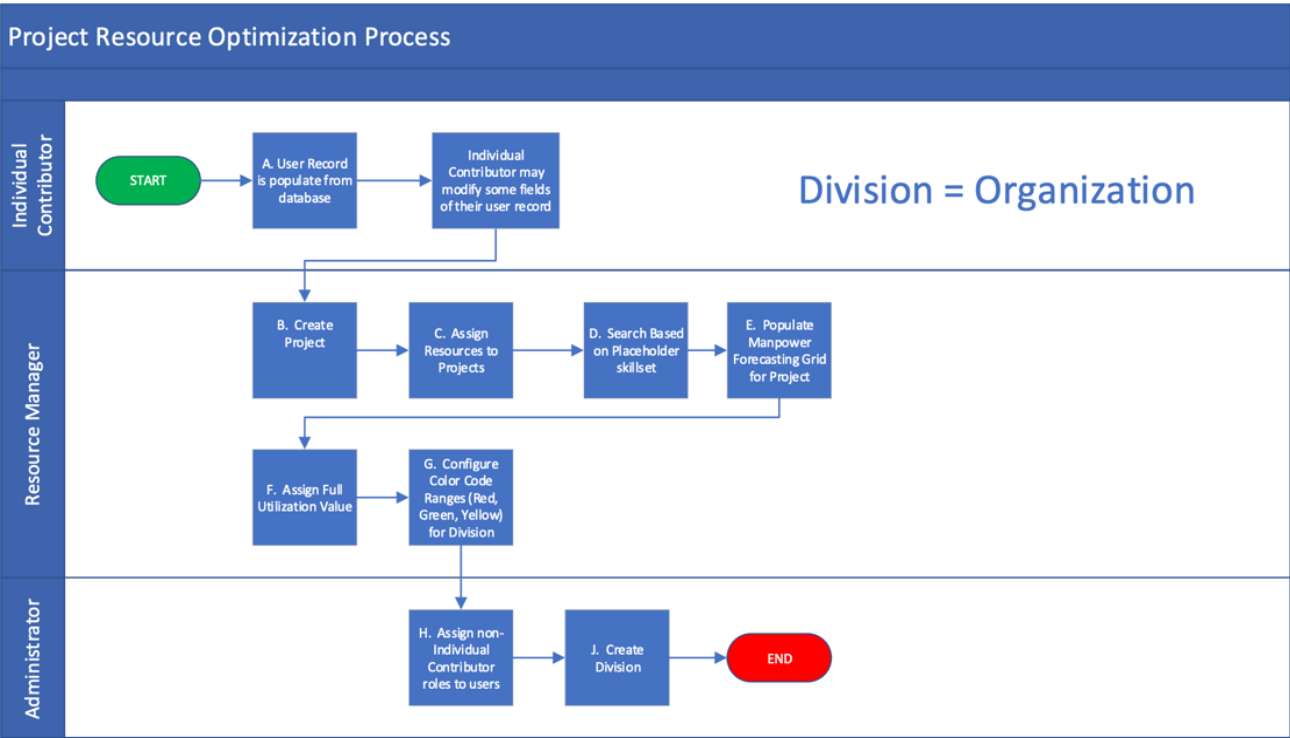 Project Resource Optimization Process
Individual
Contributor
START
A. User Record
is populate from
database
Individual
Contributor may
modify some fields
of their user record
Division = Organization
Resource Manager
B. Create
Project
C. Assign
Resources to
Projects
D. Search Based
on Placeholder
skillset
E. Populate
Manpower
Forecasting Grid
for Project
F. Assign Full
Utilization Value
G. Configure
Color Code
Ranges (Red,
Green, Yellow)
for Division
Administrator
H. Assign non-
Individual
Contributor
roles to users
J. Create
Division
END